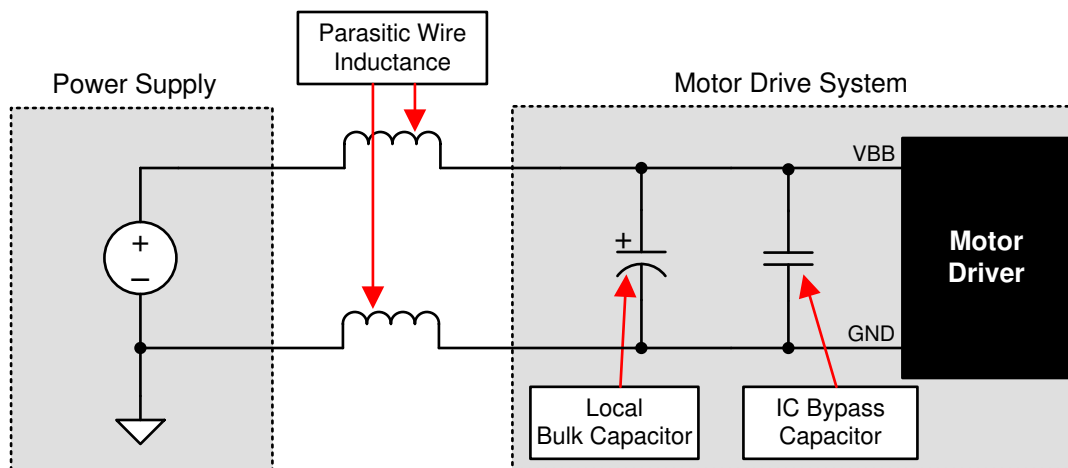 Parasitic Wire
Inductance
Power Supply
Motor Drive System
VBB
+
+
–
Motor
Driver
GND
Local
Bulk Capacitor
IC Bypass
Capacitor